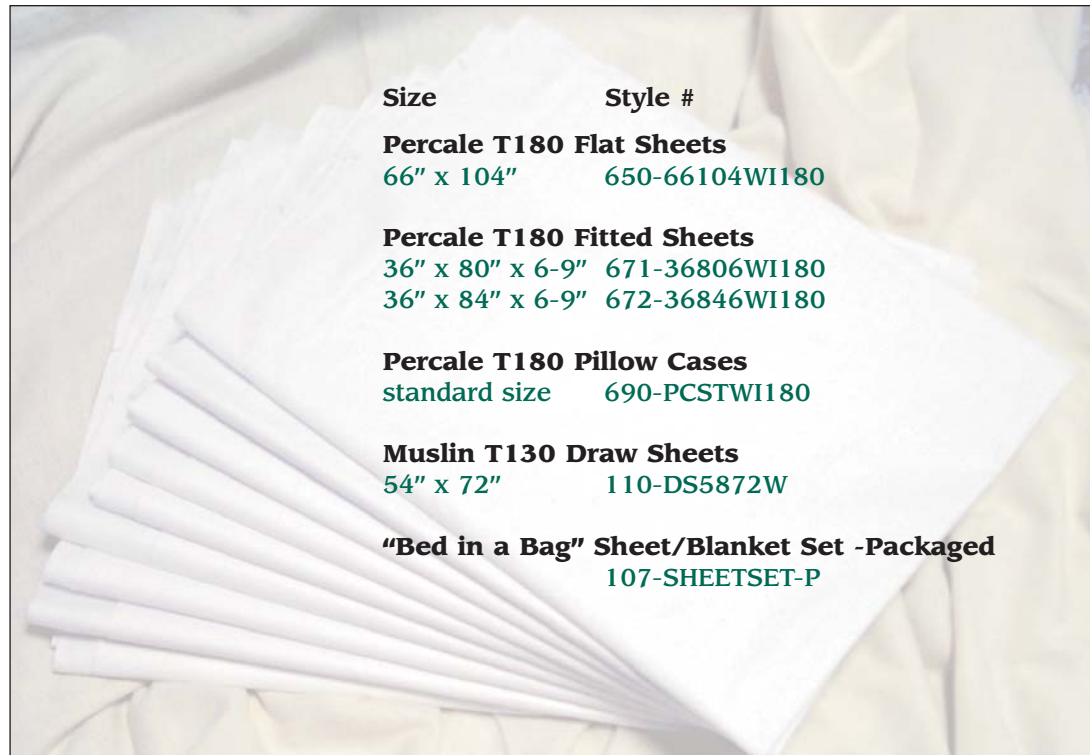 Size Style #
Percale T180 Flat Sheets
66" x 104" 650-66104WI180
Percale T180 Fitted Sheets
36" x 80" x 6-9" 671-36806WI180
36" x 84" x 6-9" 672-36846WI180
Percale T180 Pillow Cases
standard size 690-PCSTWI180
Muslin T130 Draw Sheets
54" x 72" 110-DS5872W
“Bed in a Bag” Sheet/Blanket Set -Packaged
107-SHEETSET-P